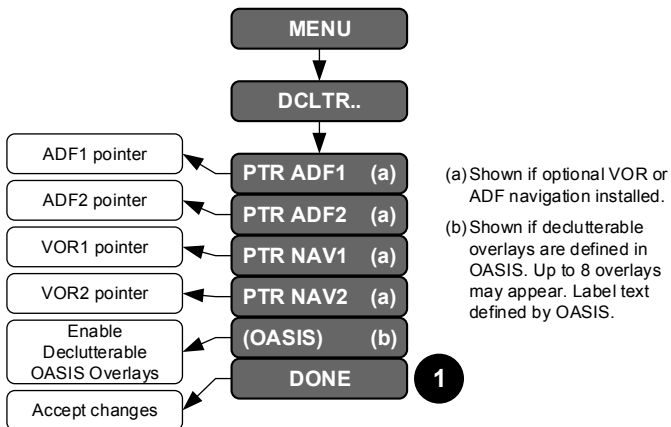 MENU
DCLTR..
ADF1 pointer
PTR ADF1 (a)
ADF2 pointer
PTR ADF2 (a)
VOR1 pointer
PTR NAV1 (a)
VOR2 pointer
PTR NAV2 (a)
Enable
Declutterable
OASIS Overlays
(OASIS) (b)
Accept changes
DONE
1
(a) Shown if optional VOR or
ADF navigation installed.
(b) Shown if declutterable
overlays are defined in
OASIS. Up to 8 overlays
may appear. Label text
defined by OASIS.